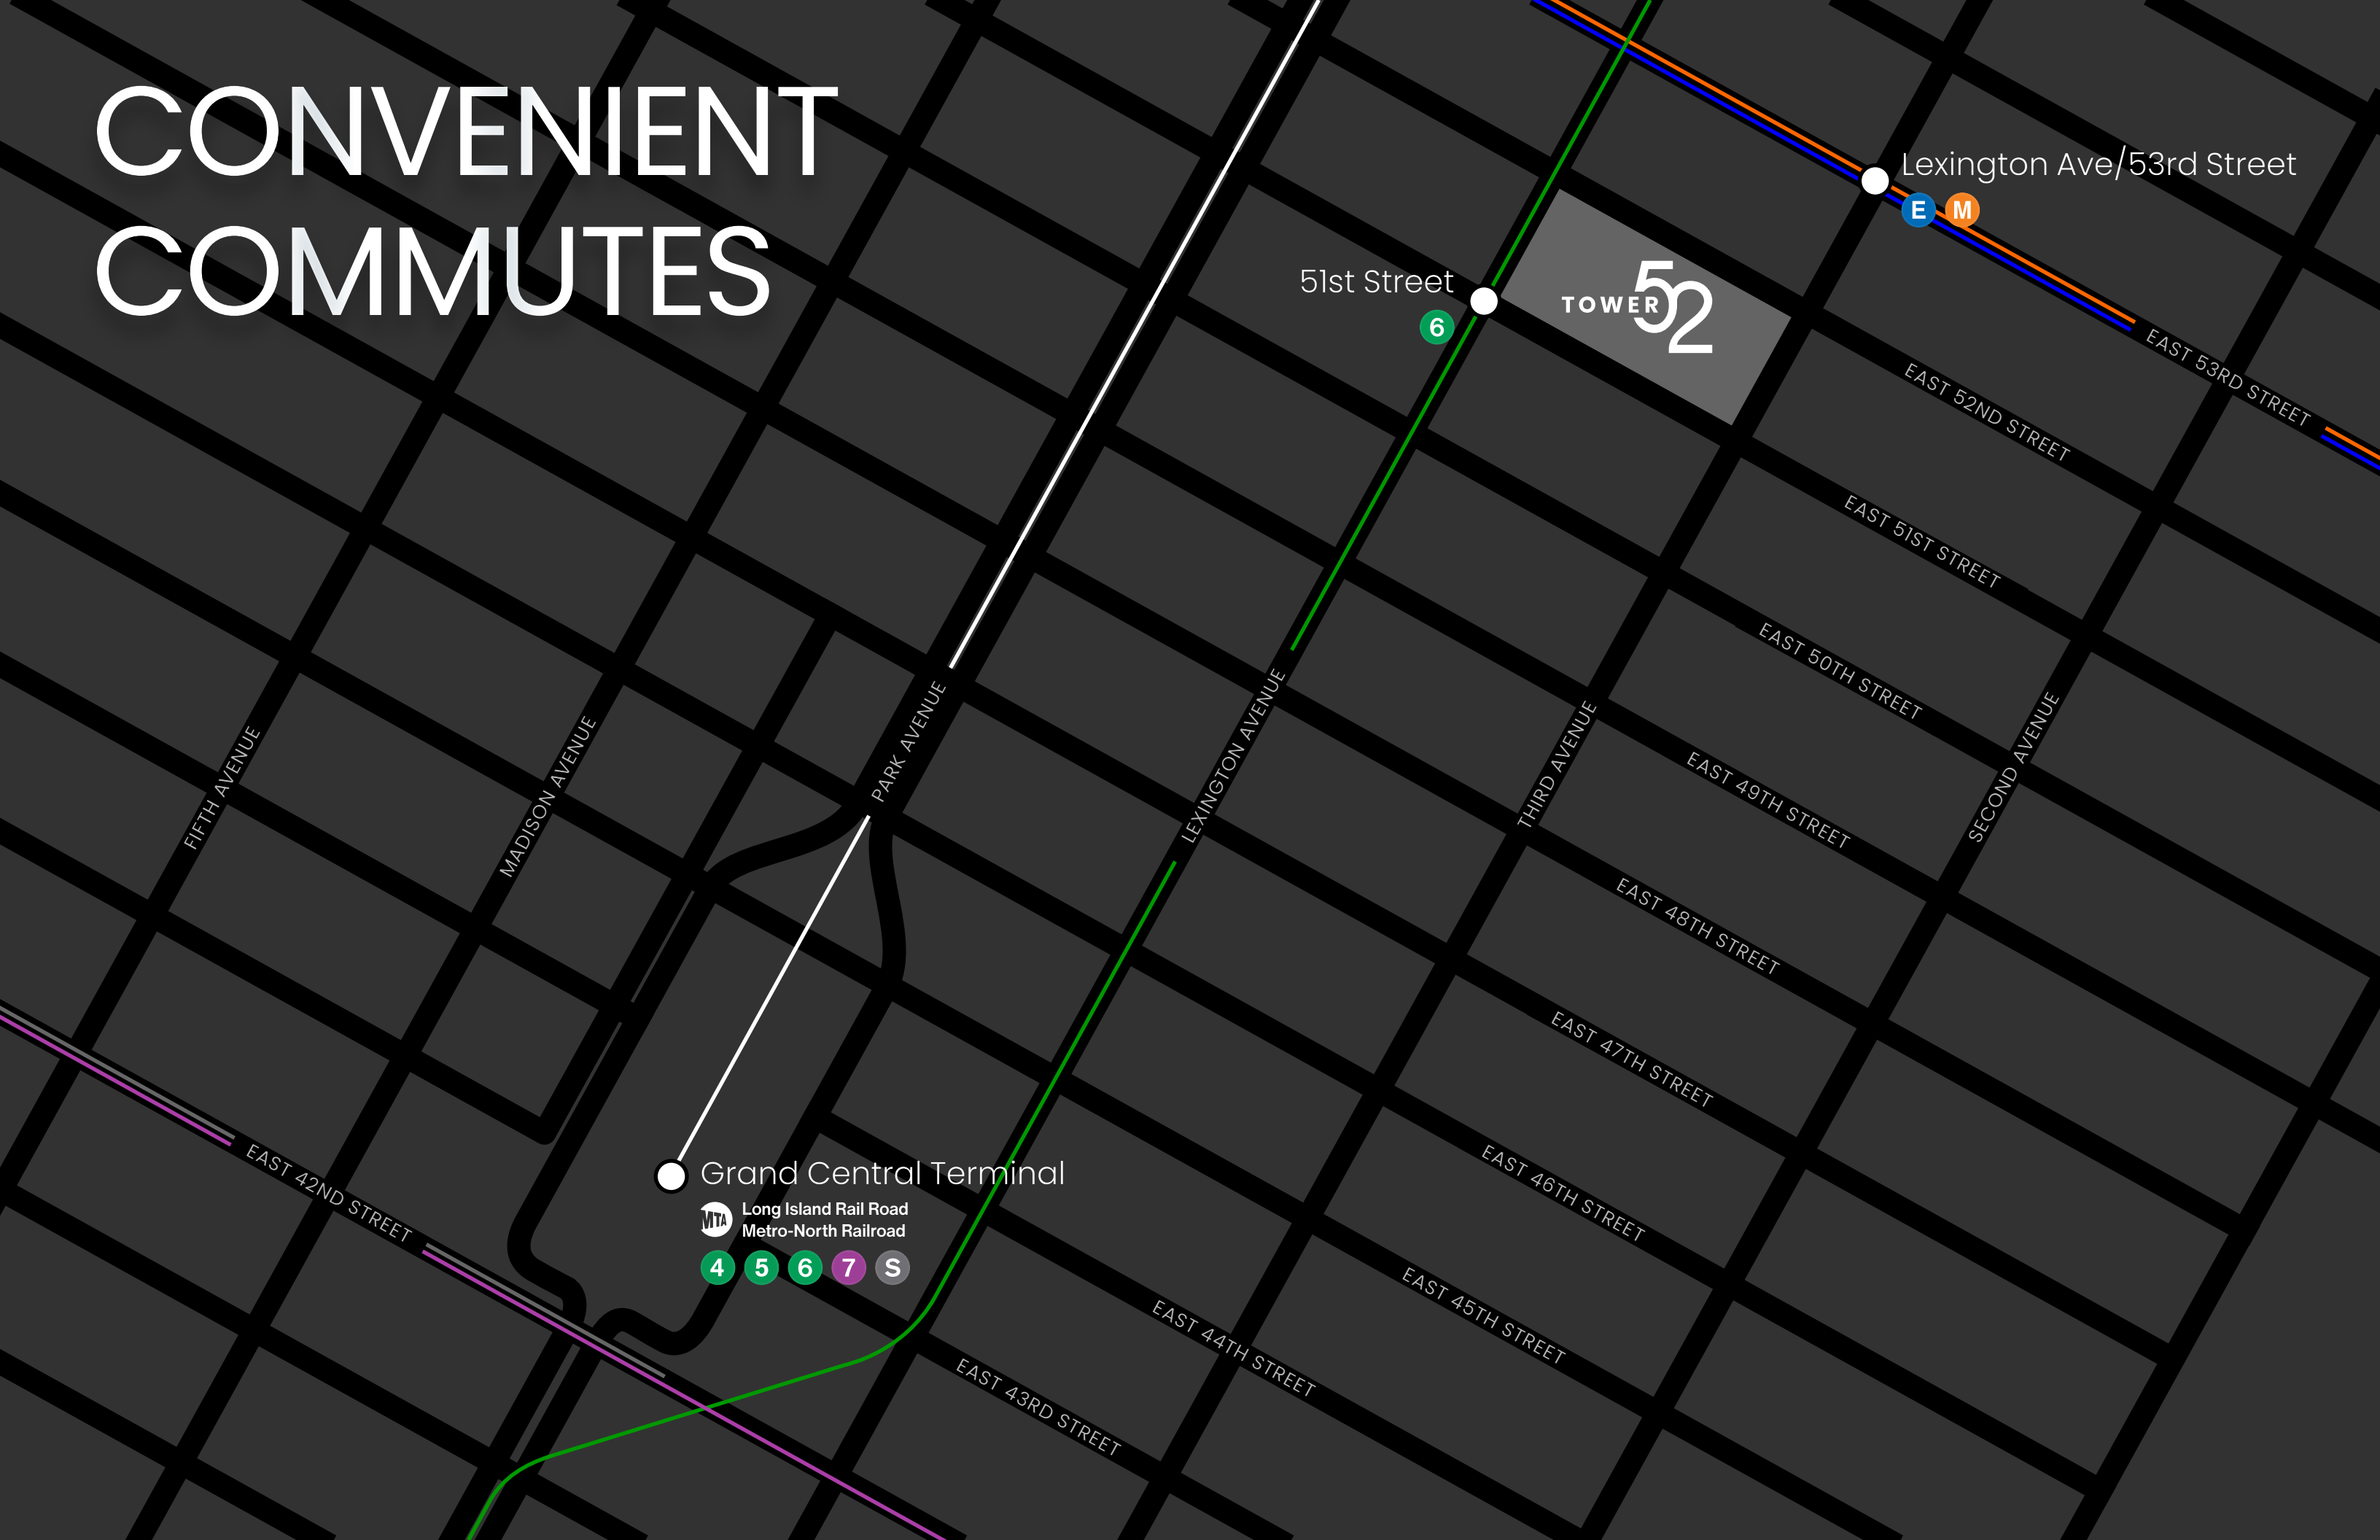 CONVENIENT
COMMUTES
Lexington Ave/53rd Street
E M
51st Street
6
TOWER 52
EAST 53RD STREET
EAST 52ND STREET
EAST 51ST STREET
EAST 50TH STREET
EAST 49TH STREET
EAST 48TH STREET
EAST 47TH STREET
EAST 46TH STREET
EAST 45TH STREET
EAST 44TH STREET
EAST 43RD STREET
EAST 42ND STREET
FIFTH AVENUE
MADISON AVENUE
PARK AVENUE
LEXINGTON AVENUE
THIRD AVENUE
SECOND AVENUE
Grand Central Terminal
MTA
Long Island Rail Road
Metro-North Railroad
4 5 6 7 S